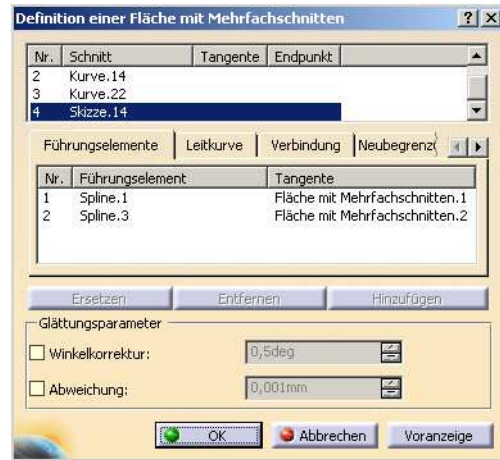 Definition einer Fläche mit Mehrfachschnitten
Nr. Schnitt Tangente Endpunkt
2 Kurve.14
3 Kurve.22
4 Skizze.14
Führungselemente Leitkurve Verbindung
Nr. Führungselement Tangente
1 Spline.1 Fläche mit Mehrfachschnitten.1
2 Spline.3 Fläche mit Mehrfachschnitten.2
Ersetzen Entfernen Hinzufügen
Glättungsparameter
Winkelkorrektur: 0,5deg
Abweichung: 0,001mm
OK Abbrechen Voranzeige